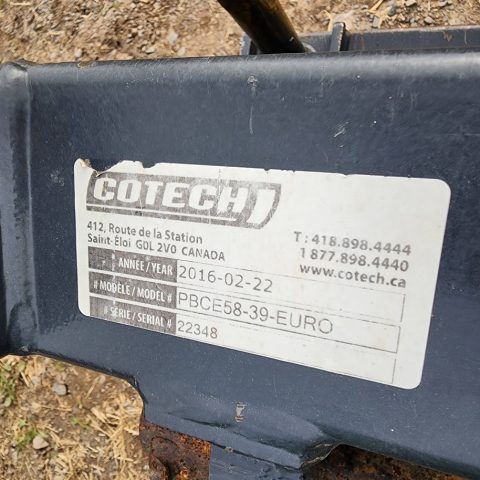 COTECH
412, Route de la Station
Saint-Éloi G0L 2V0 CANADA
T : 418.898.4444
1 877.898.4440
www.cotech.ca
ANNÉE / YEAR 2016-02-22
# MODÈLE / MODEL # PBCE58-39-EURO
# SÉRIE / SERIAL # 22348